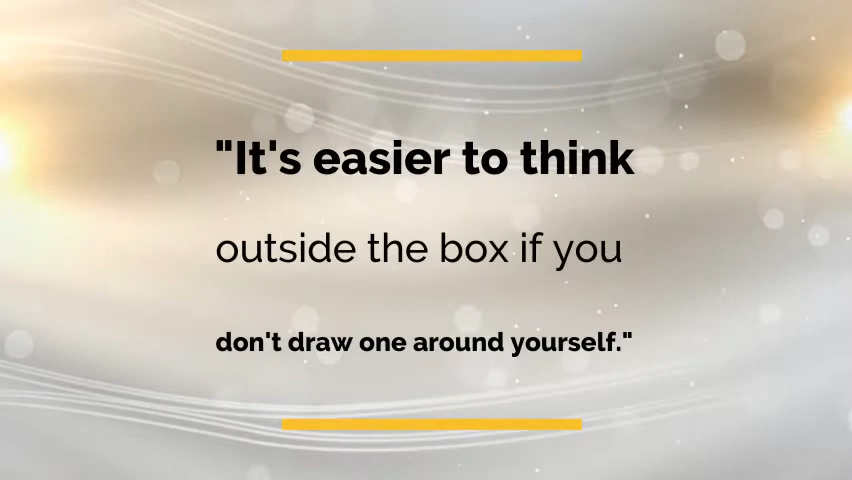 "It's easier to think
outside the box if you
don't draw one around yourself."